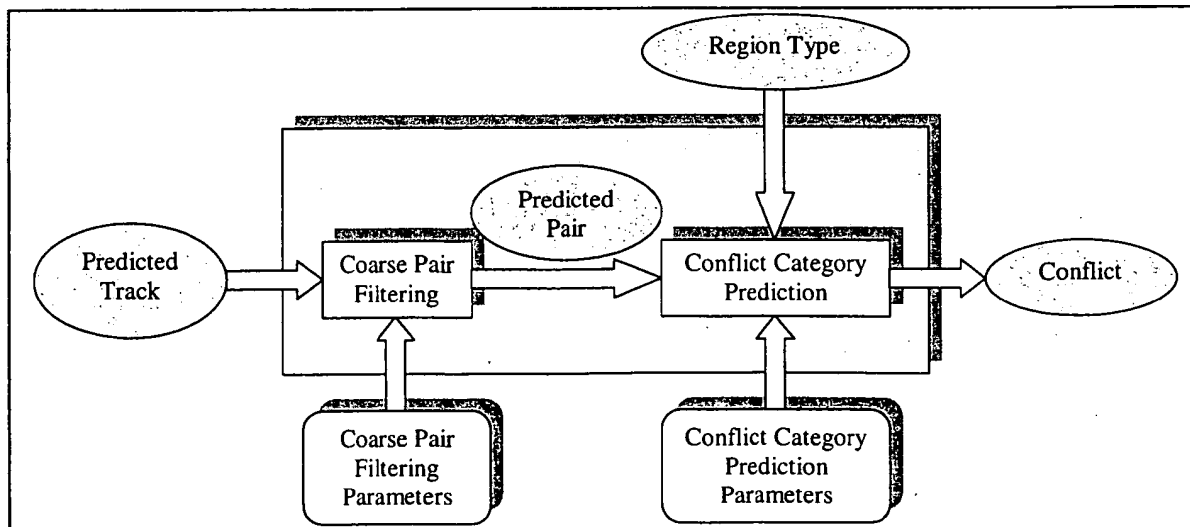 Region Type
Predicted
Pair
Predicted
Track
Coarse Pair
Filtering
Conflict Category
Prediction
Conflict
Coarse Pair
Filtering
Parameters
Conflict Category
Prediction
Parameters